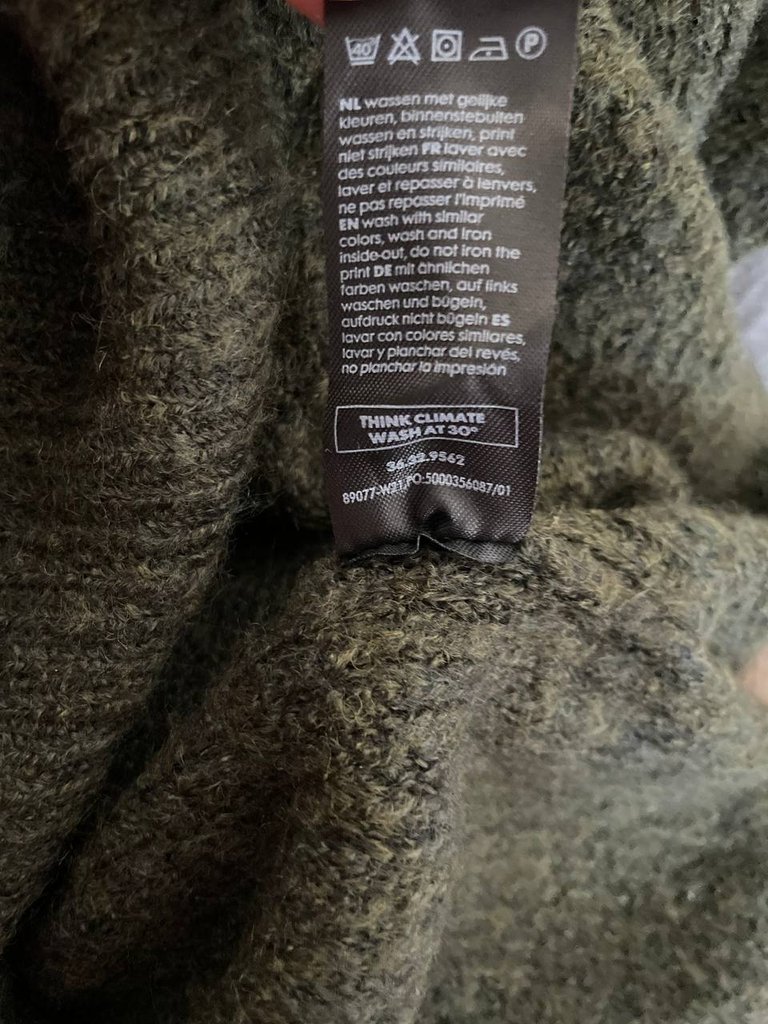 40
P
NL wassen met gelijke
kleuren, binnenstebuiten
wassen en strijken, print
niet strijken FR laver avec
des couleurs similaires,
laver et repasser à lenvers,
ne pas repasser l'imprimé
EN wash with similar
colors, wash and iron
inside-out, do not iron the
print DE mit ähnlichen
farben waschen, auf links
waschen und bügeln,
aufdruck nicht bügeln ES
lavar con colores similares,
lavar y planchar del revés,
no planchar la impresión
THINK CLIMATE
WASH AT 30°
36.22.9562
89077-W21,PO:5000356087/01